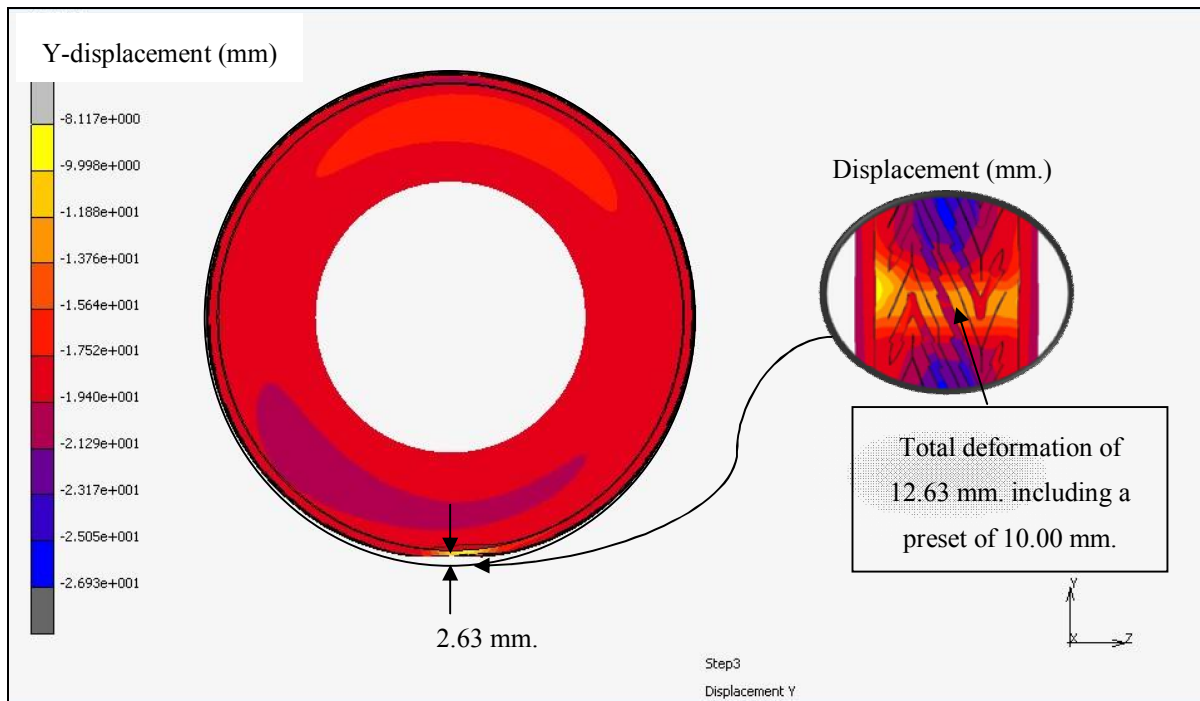 Y-displacement (mm)
-8.117e+000
-9.998e+000
-1.188e+001
-1.376e+001
-1.564e+001
-1.752e+001
-1.940e+001
-2.129e+001
-2.317e+001
-2.505e+001
-2.693e+001
Displacement (mm.)
Total deformation of
12.63 mm. including a
preset of 10.00 mm.
2.63 mm.
Y
X
Z
Step3
Displacement Y